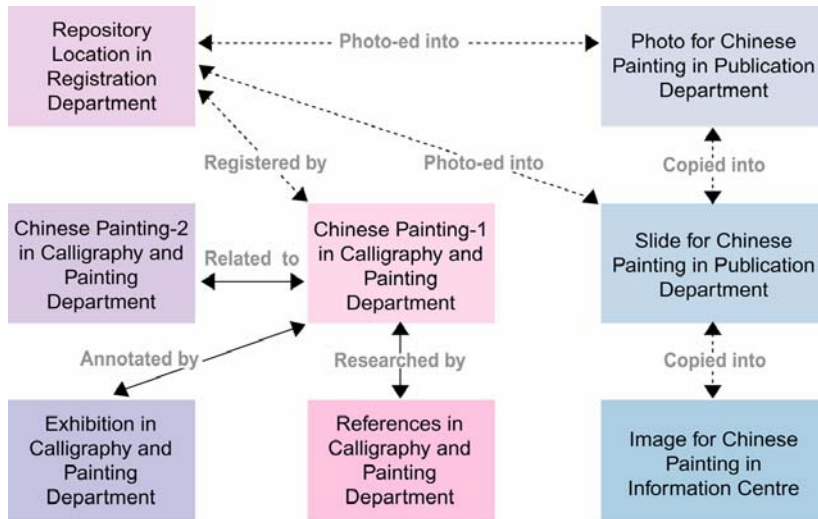 Repository
Location in
Registration
Department
Photo-ed into
Photo for Chinese
Painting in Publication
Department
Registered by
Photo-ed into
Copied into
Chinese Painting-2
in Calligraphy and
Painting
Department
Related to
Chinese Painting-1
in Calligraphy and
Painting
Department
Slide for Chinese
Painting in Publication
Department
Annotated by
Researched by
Copied into
Exhibition in
Calligraphy and
Painting
Department
References in
Calligraphy and
Painting
Department
Image for Chinese
Painting in
Information Centre